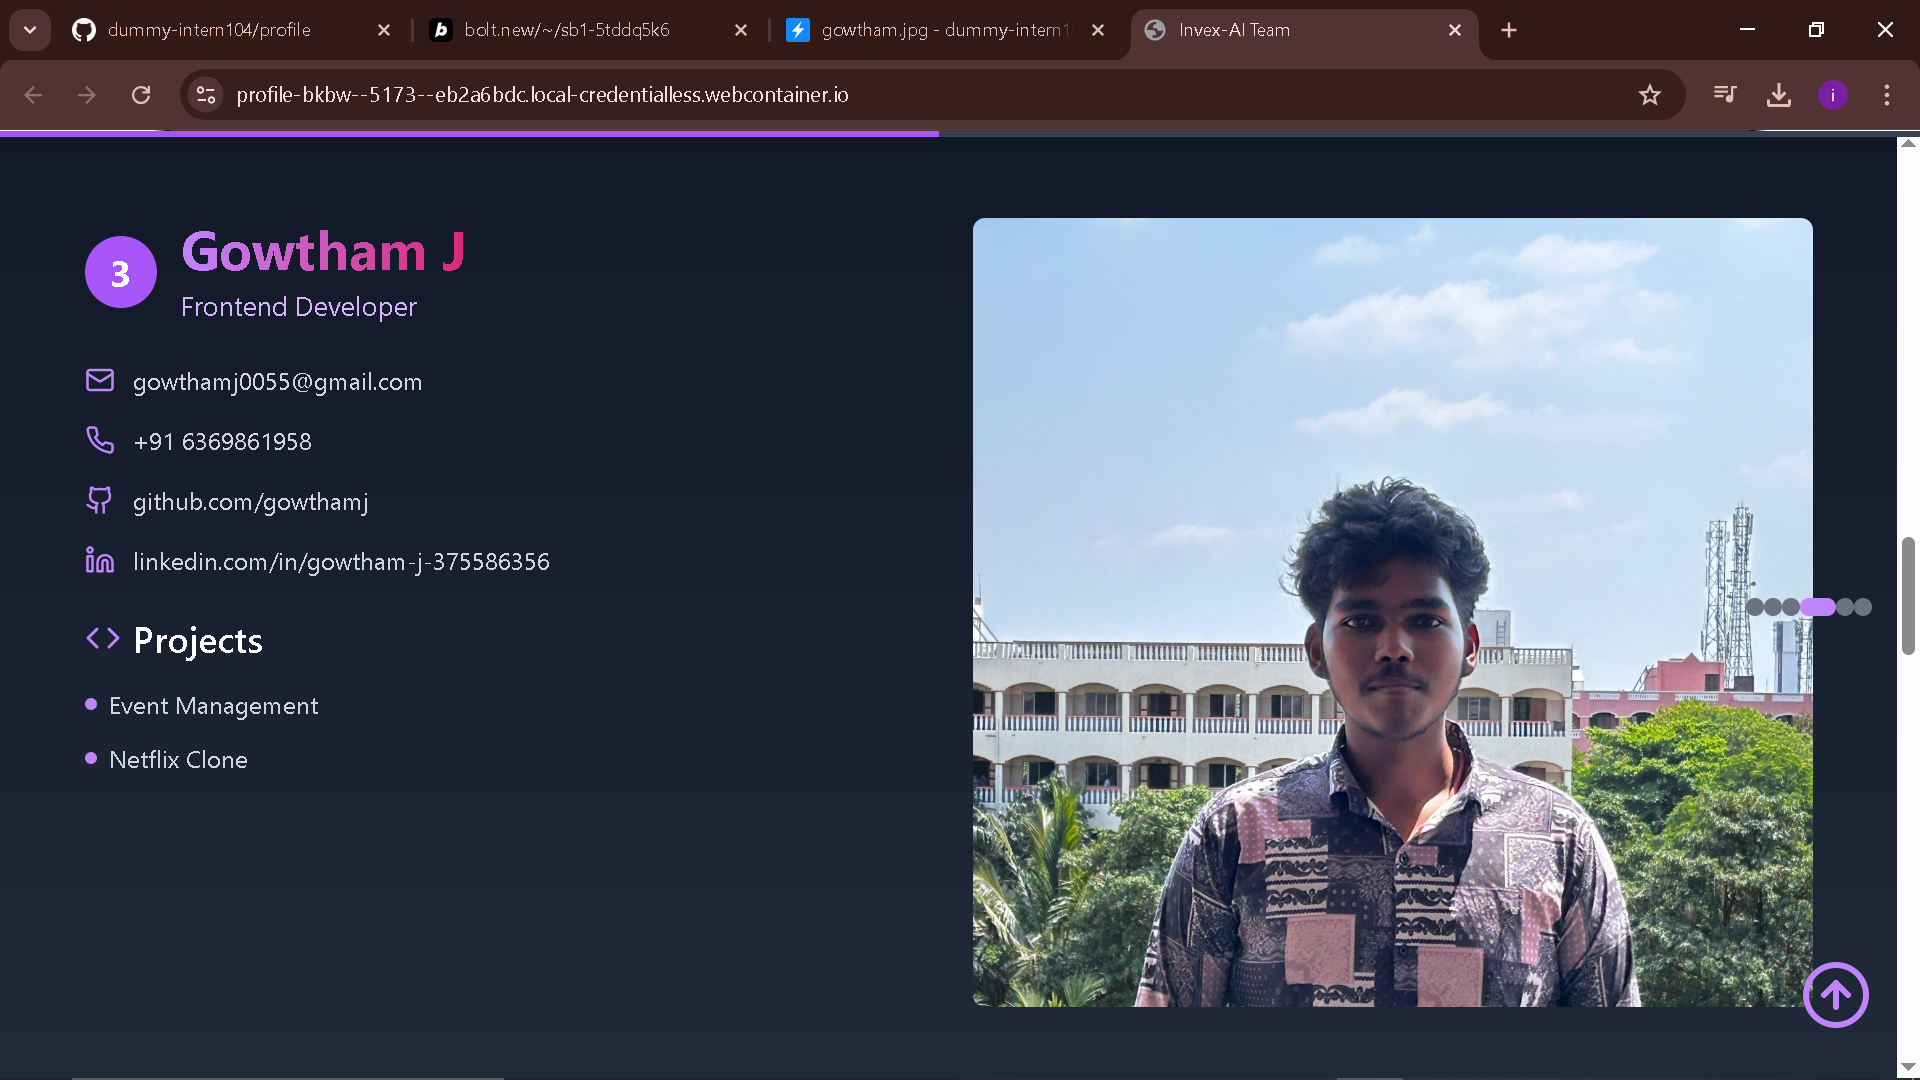 dummy-intern104/profile
bolt.new/~/sb1-5tddq5k6
gowtham.jpg - dummy-intern1
Invex-AI Team
profile-bkbw--5173--eb2a6bdc.local-credentialless.webcontainer.io
i
3
Gowtham J
Frontend Developer
gowthamj0055@gmail.com
+91 6369861958
github.com/gowthamj
linkedin.com/in/gowtham-j-375586356
Projects
Event Management
Netflix Clone